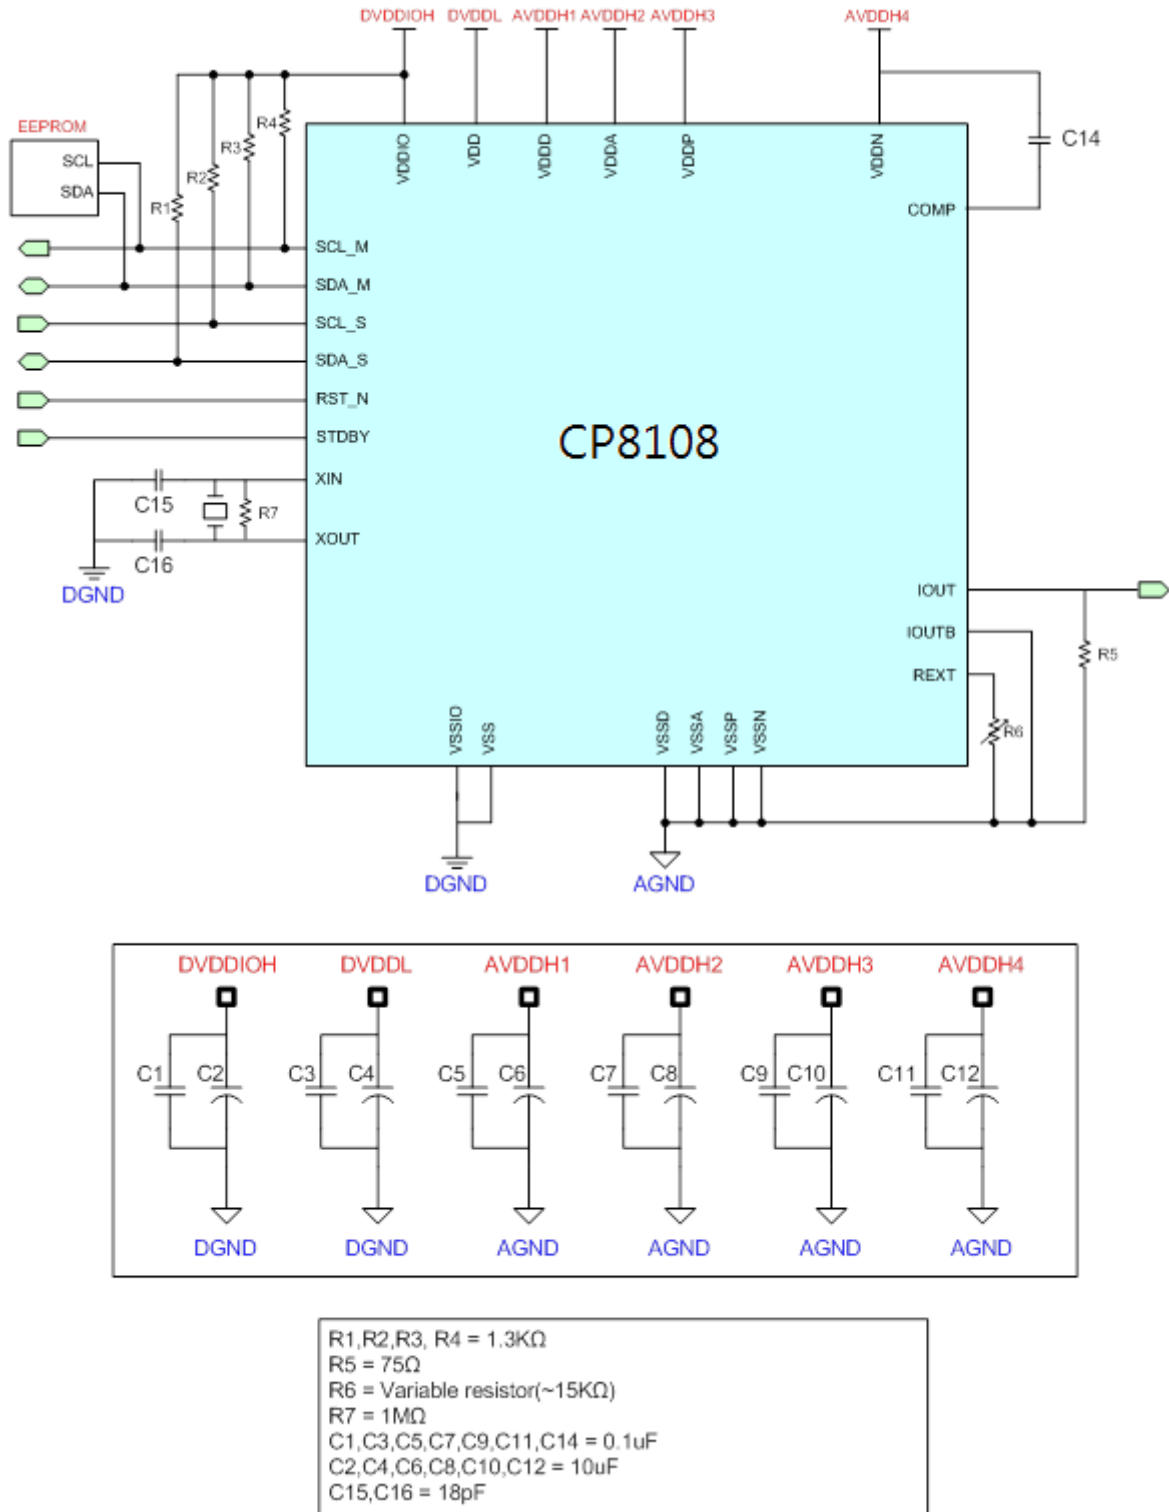 DVDDIOH DVDDL AVDDH1 AVDDH2 AVDDH3 AVDDH4
EEPROM
SCL
SDA
R1
R2
R3
R4
VDDIO
VDD
VDDD
VDDA
VDDP
VDDN
C14
COMP
SCL_M
SDA_M
SCL_S
SDA_S
RST_N
STDBY
XIN
XOUT
C15
R7
C16
DGND
CP8108
IOUT
IOUTB
REXT
R5
R6
VSSIO
VSS
VSSD
VSSA
VSSP
VSSN
DGND
AGND
DVDDIOH DVDDL AVDDH1 AVDDH2 AVDDH3 AVDDH4
C1 C2 C3 C4 C5 C6 C7 C8 C9 C10 C11 C12
DGND DGND AGND AGND AGND AGND
R1,R2,R3, R4 = 1.3KΩ
R5 = 75Ω
R6 = Variable resistor(~15KΩ)
R7 = 1MΩ
C1,C3,C5,C7,C9,C11,C14 = 0.1uF
C2,C4,C6,C8,C10,C12 = 10uF
C15,C16 = 18pF